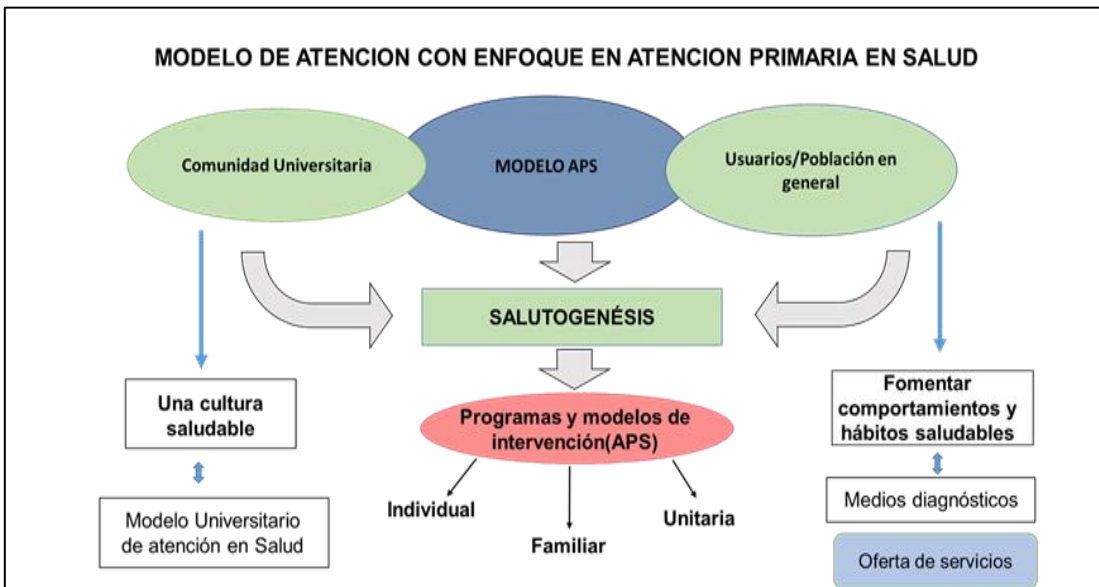 MODELO DE ATENCION CON ENFOQUE EN ATENCION PRIMARIA EN SALUD
Comunidad Universitaria
MODELO APS
Usuarios/Población en
general
SALUTOGENÉSIS
Una cultura
saludable
Programas y modelos de
intervención(APS)
Fomentar
comportamientos y
hábitos saludables
Modelo Universitario
de atención en Salud
Individual
Familiar
Unitaria
Medios diagnósticos
Oferta de servicios